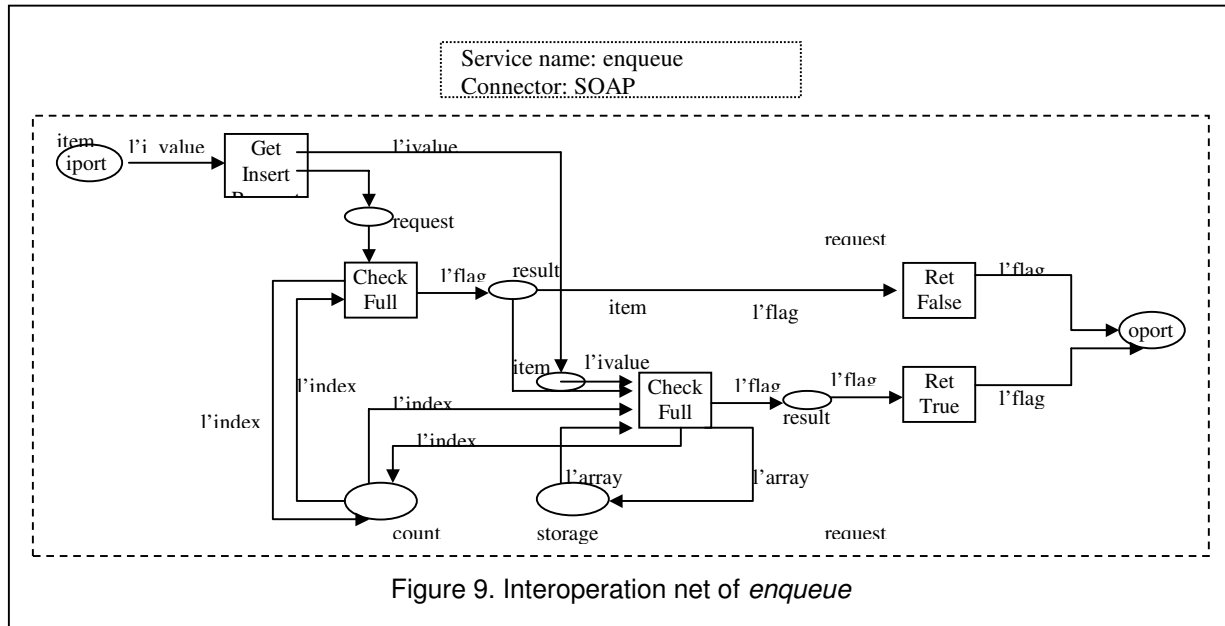 Service name: enqueue
Connector: SOAP
item
iport
l'i_value
Get
Insert
l'ivalue
request
request
Check
Full
l'flag
result
item
l'flag
Ret
False
l'flag
oport
item
l'ivalue
l'index
l'index
l'index
l'index
Check
Full
l'flag
result
l'flag
Ret
True
l'flag
l'array
l'array
count
storage
request
Figure 9. Interoperation net of enqueue